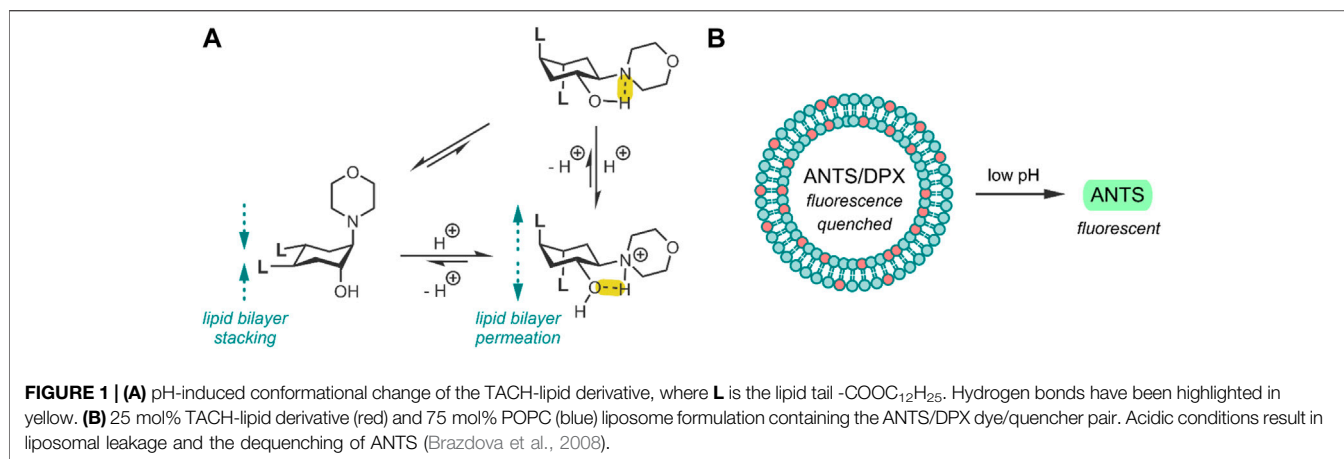 A
B
L
L
N
O
O
H
- H⊕
H⊕
O
N
L
L
OH
H⊕
- H⊕
L
L
N
⊕
O
O
H
H
lipid bilayer
stacking
lipid bilayer
permeation
ANTS/DPX
fluorescence
quenched
low pH
ANTS
fluorescent
FIGURE 1 | (A) pH-induced conformational change of the TACH-lipid derivative, where L is the lipid tail -COOC12H25. Hydrogen bonds have been highlighted in
yellow. (B) 25 mol% TACH-lipid derivative (red) and 75 mol% POPC (blue) liposome formulation containing the ANTS/DPX dye/quencher pair. Acidic conditions result in
liposomal leakage and the dequenching of ANTS (Brazdova et al., 2008).